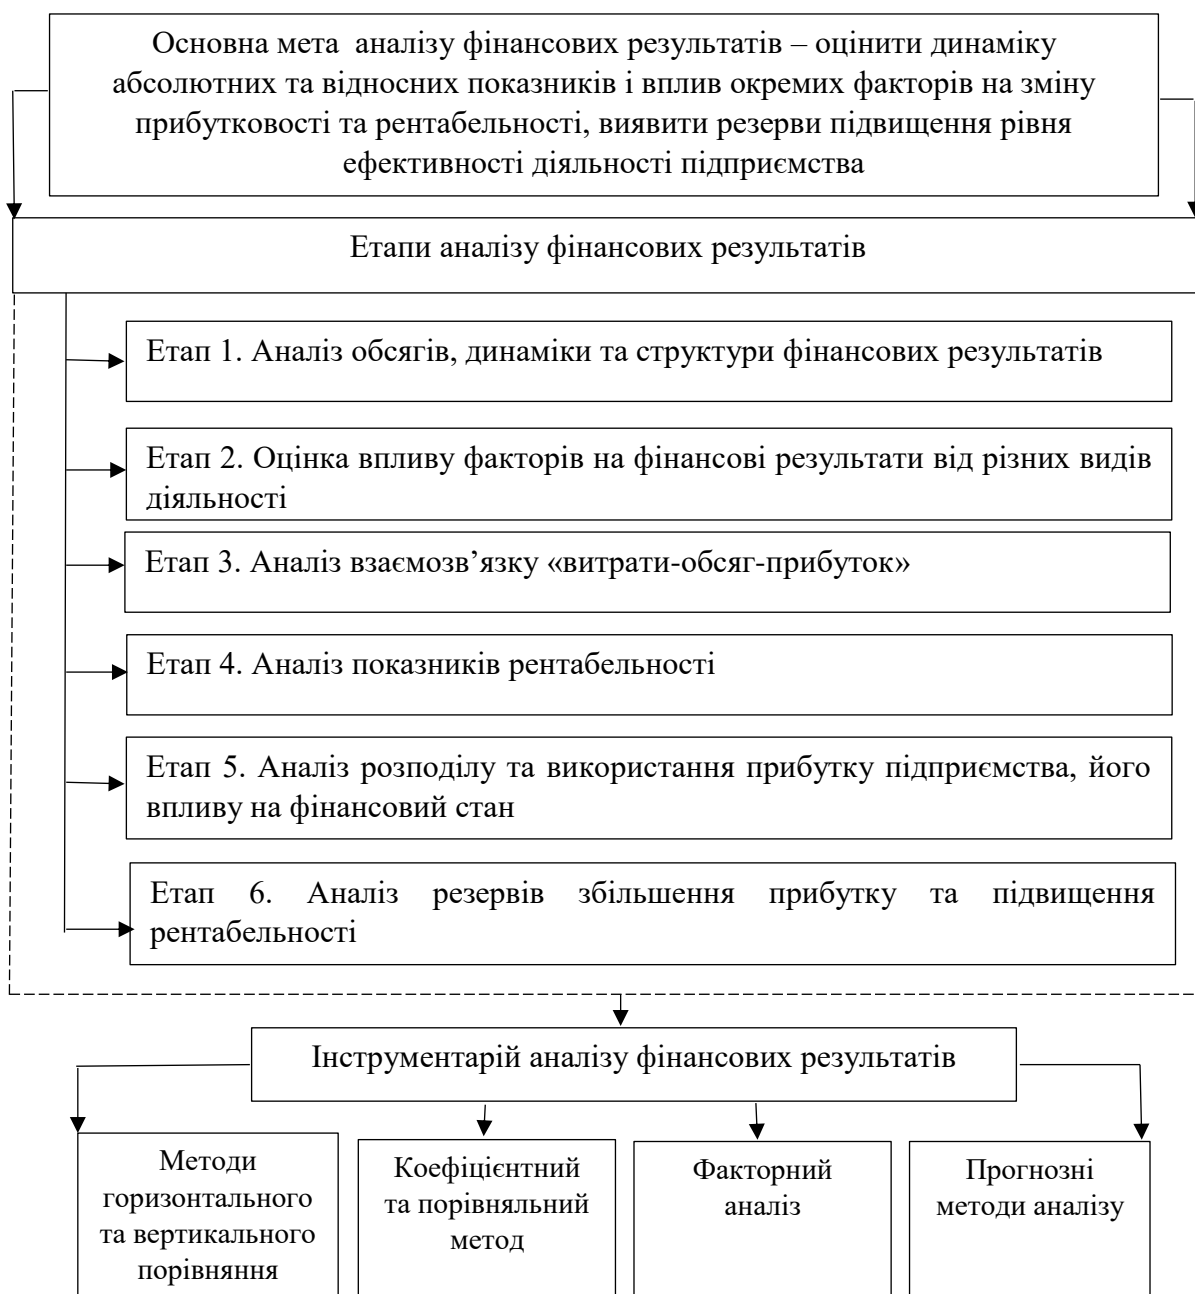 Основна мета аналізу фінансових результатів – оцінити динаміку
абсолютних та відносних показників і вплив окремих факторів на зміну
прибутковості та рентабельності, виявити резерви підвищення рівня
ефективності діяльності підприємства
Етапи аналізу фінансових результатів
Етап 1. Аналіз обсягів, динаміки та структури фінансових результатів
Етап 2. Оцінка впливу факторів на фінансові результати від різних видів
діяльності
Етап 3. Аналіз взаємозв’язку «витрати-обсяг-прибуток»
Етап 4. Аналіз показників рентабельності
Етап 5. Аналіз розподілу та використання прибутку підприємства, його
впливу на фінансовий стан
Етап 6. Аналіз резервів збільшення прибутку та підвищення
рентабельності
Інструментарій аналізу фінансових результатів
Методи
горизонтального
та вертикального
порівняння
Коефіцієнтний
та порівняльний
метод
Факторний
аналіз
Прогнозні
методи аналізу